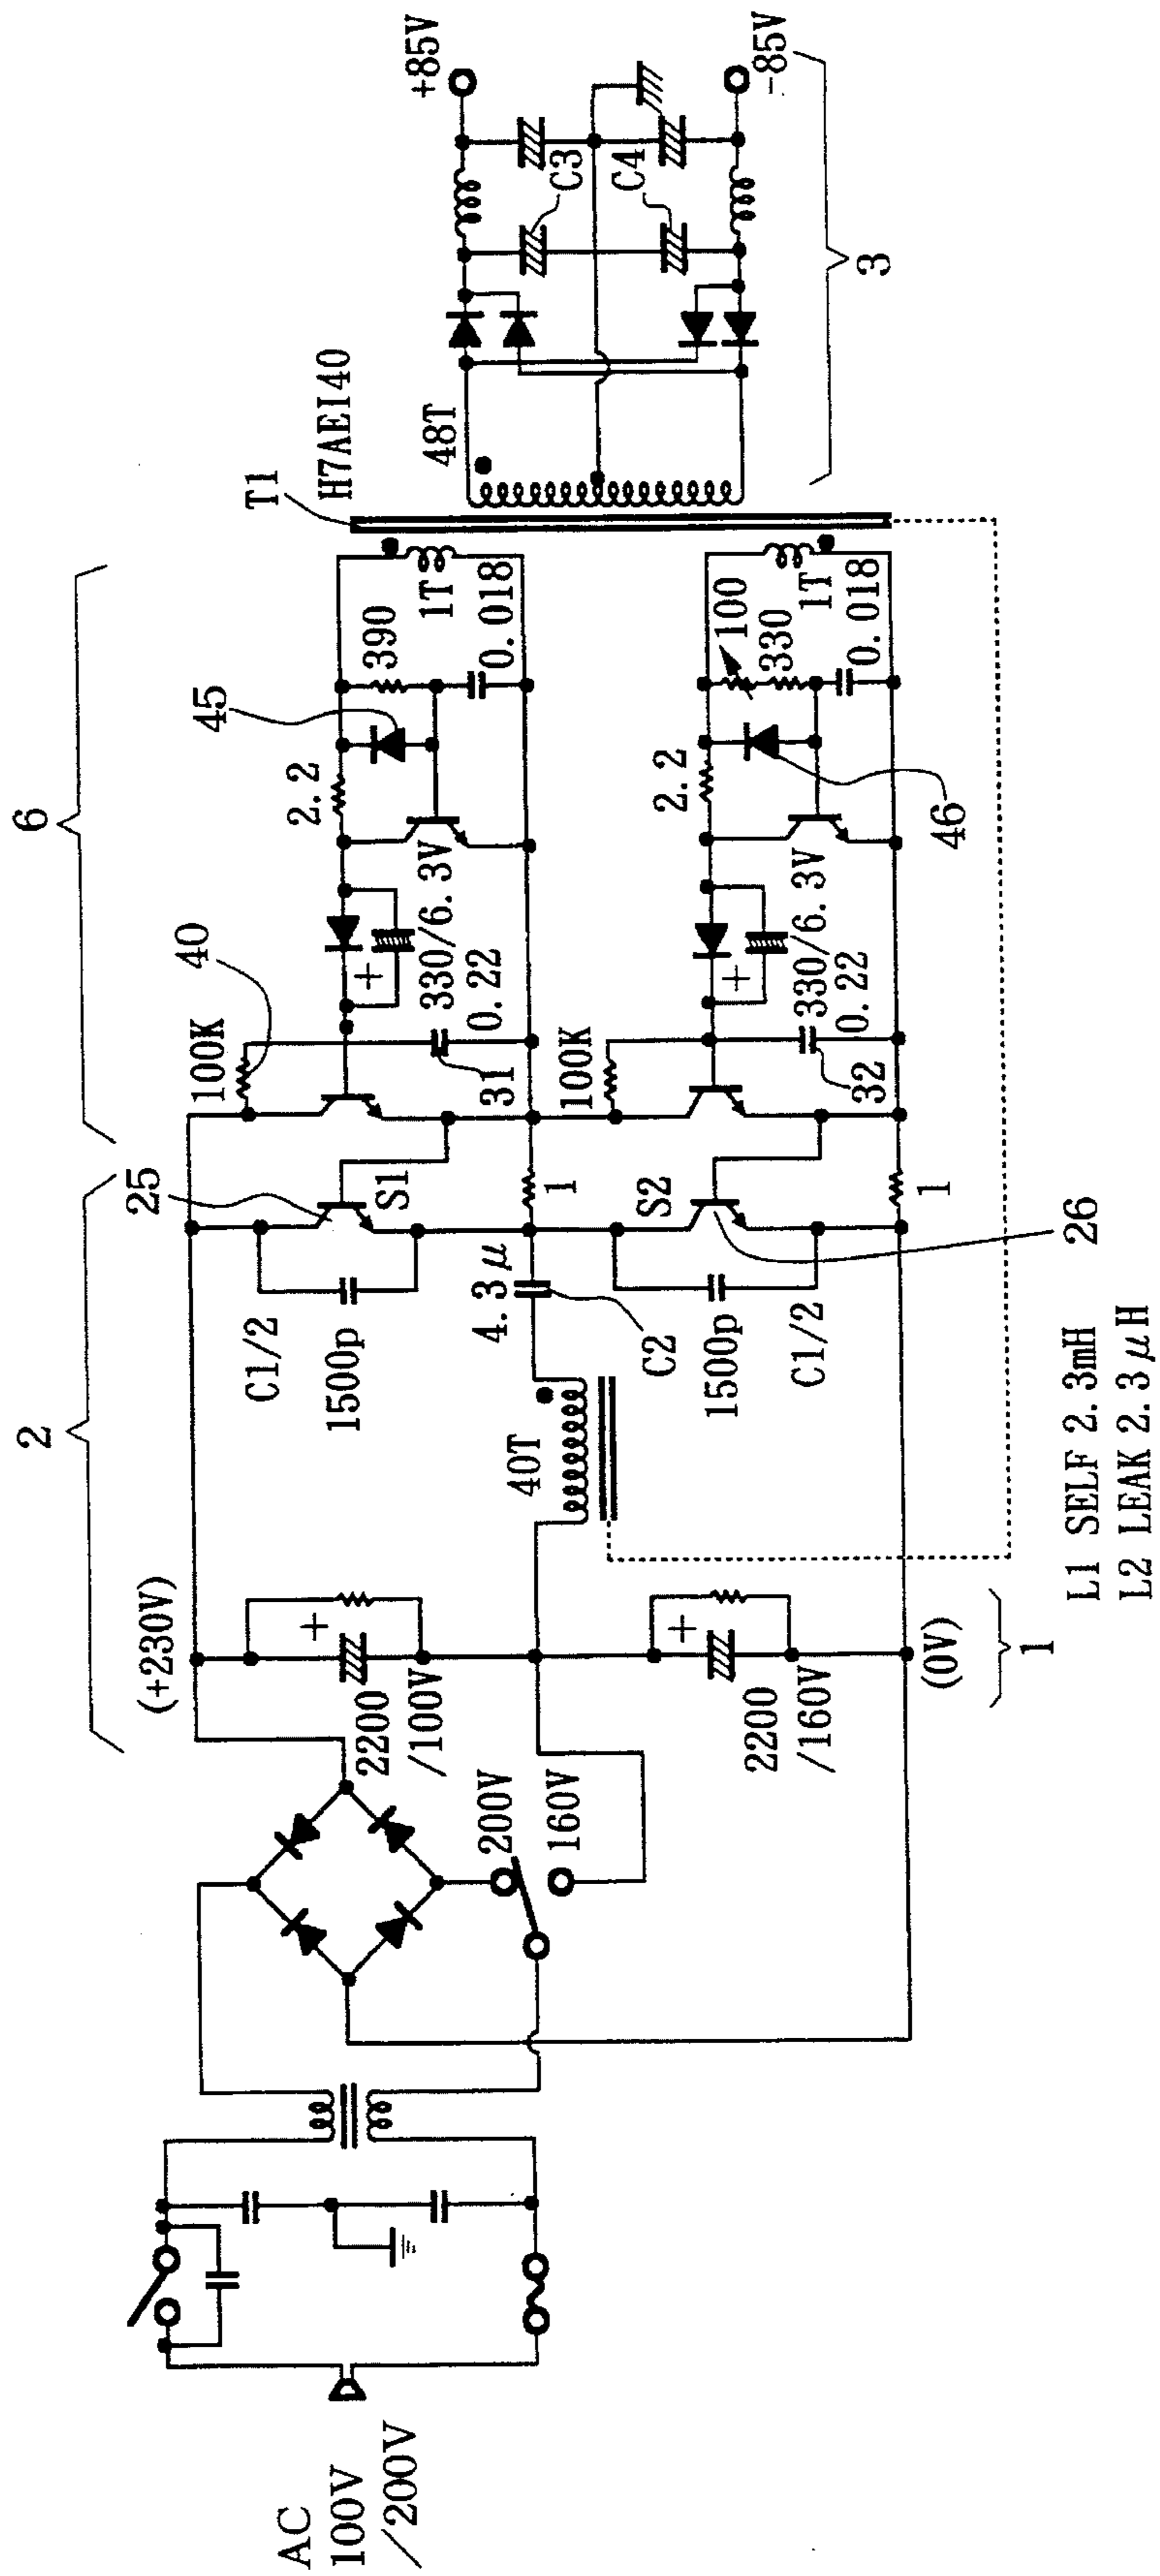 AC
100V
/200V
2
(+230V)
2200
/100V
200V
160V
2200
/160V
(0V)
1
40T
C1/2
1500p
4.3μ
C2
1500p
C1/2
25
S1
1
S2
1
26
6
100K
40
31
330/6.3V
0.22
100K
32
330/6.3V
0.22
2.2
45
390
1T
0.018
2.2
46
100
330
1T
0.018
T1
H7AEI40
48T
C3
C4
+85V
-85V
3
L1 SELF 2.3mH
L2 LEAK 2.3μH